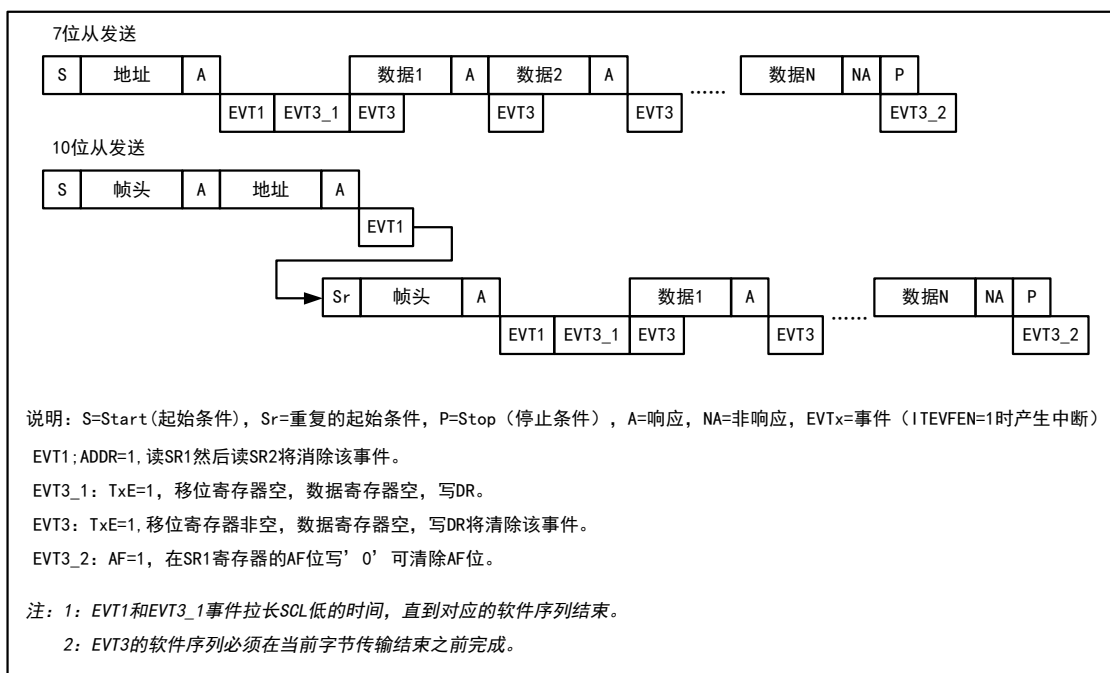 7位从发送
S 地址 A 数据1 A 数据2 A ...... 数据N NA P
EVT1 EVT3_1 EVT3 EVT3 EVT3 EVT3_2
10位从发送
S 帧头 A 地址 A
EVT1
Sr 帧头 A 数据1 A ...... 数据N NA P
EVT1 EVT3_1 EVT3 EVT3 EVT3_2
说明：S=Start(起始条件)，Sr=重复的起始条件，P=Stop（停止条件），A=响应，NA=非响应，EVTx=事件（ITEVFEN=1时产生中断）
EVT1;ADDR=1,读SR1然后读SR2将消除该事件。
EVT3_1：TxE=1，移位寄存器空，数据寄存器空，写DR。
EVT3：TxE=1,移位寄存器非空，数据寄存器空，写DR将清除该事件。
EVT3_2：AF=1，在SR1寄存器的AF位写’0’可清除AF位。
注：1：EVT1和EVT3_1事件拉长SCL低的时间，直到对应的软件序列结束。
2：EVT3的软件序列必须在当前字节传输结束之前完成。